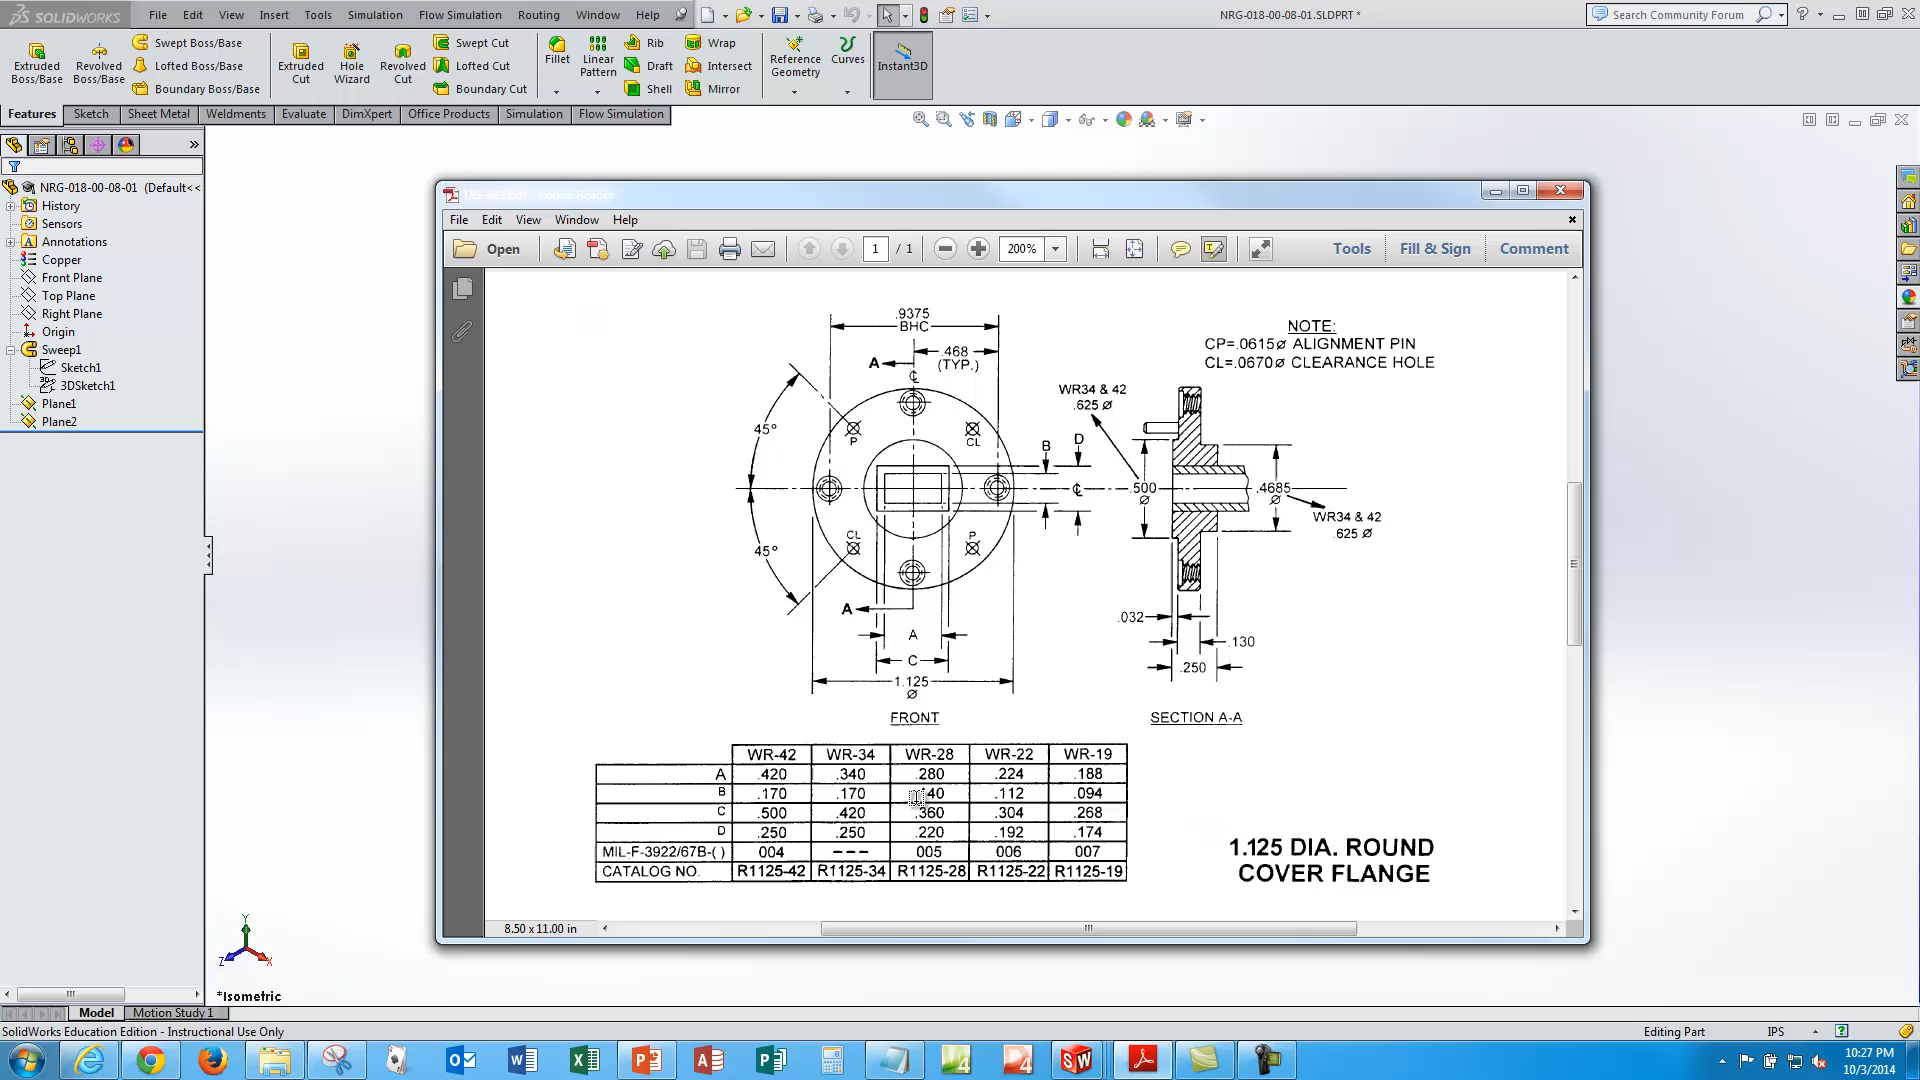 SOLIDWORKS File Edit View Insert Tools Simulation Flow Simulation Routing Window Help NRG-018-00-08-01.SLDPRT * Search Community Forum
Extruded Boss/Base
Revolved Boss/Base
Swept Boss/Base
Lofted Boss/Base
Boundary Boss/Base
Extruded Cut
Hole Wizard
Revolved Cut
Swept Cut
Lofted Cut
Boundary Cut
Fillet
Linear Pattern
Rib
Draft
Shell
Wrap
Intersect
Mirror
Reference Geometry
Curves
Instant3D
Features Sketch Sheet Metal Weldments Evaluate DimXpert Office Products Simulation Flow Simulation
NRG-018-00-08-01 (Default<<
History
Sensors
Annotations
Copper
Front Plane
Top Plane
Right Plane
Origin
Sweep1
Sketch1
3DSketch1
Plane1
Plane2
File Edit View Window Help
Open 1 / 1 200% Tools Fill & Sign Comment
.9375
BHC
.468
(TYP.)
A
45°
P
CL
45°
CL
P
A
B
D
A
C
1.125
FRONT
WR34 & 42
.625 Ø
.500
Ø
.4685
Ø
WR34 & 42
.625 Ø
.032
.130
.250
SECTION A-A
NOTE:
CP=.0615Ø ALIGNMENT PIN
CL=.0670Ø CLEARANCE HOLE
WR-42 WR-34 WR-28 WR-22 WR-19
A .420 .340 .280 .224 .188
B .170 .170 .112 .094
C .500 .420 .360 .304 .268
D .250 .250 .220 .192 .174
MIL-F-3922/67B-( ) 004 --- 005 006 007
CATALOG NO. R1125-42 R1125-34 R1125-28 R1125-22 R1125-19
1.125 DIA. ROUND
COVER FLANGE
8.50 x 11.00 in
Y
Z X
*Isometric
Model Motion Study 1
SolidWorks Education Edition - Instructional Use Only Editing Part IPS
10:27 PM
10/3/2014